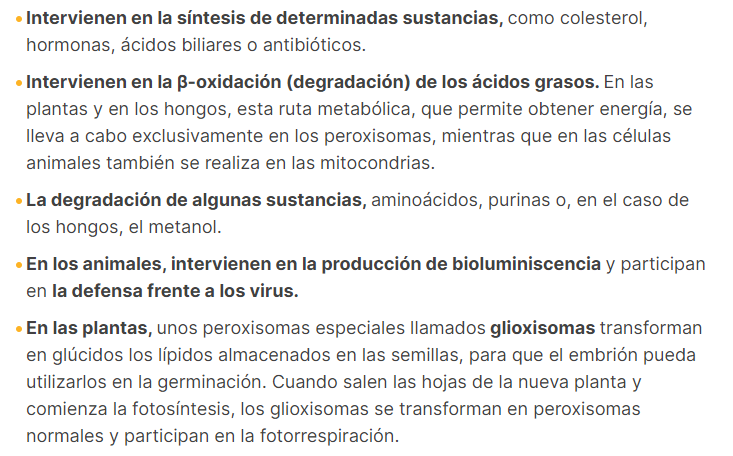 • Intervienen en la síntesis de determinadas sustancias, como colesterol,
hormonas, ácidos biliares o antibióticos.
• Intervienen en la β-oxidación (degradación) de los ácidos grasos. En las
plantas y en los hongos, esta ruta metabólica, que permite obtener energía, se
lleva a cabo exclusivamente en los peroxisomas, mientras que en las células
animales también se realiza en las mitocondrias.
• La degradación de algunas sustancias, aminoácidos, purinas o, en el caso de
los hongos, el metanol.
• En los animales, intervienen en la producción de bioluminiscencia y participan
en la defensa frente a los virus.
• En las plantas, unos peroxisomas especiales llamados glioxisomas transforman
en glúcidos los lípidos almacenados en las semillas, para que el embrión pueda
utilizarlos en la germinación. Cuando salen las hojas de la nueva planta y
comienza la fotosíntesis, los glioxisomas se transforman en peroxisomas
normales y participan en la fotorrespiración.